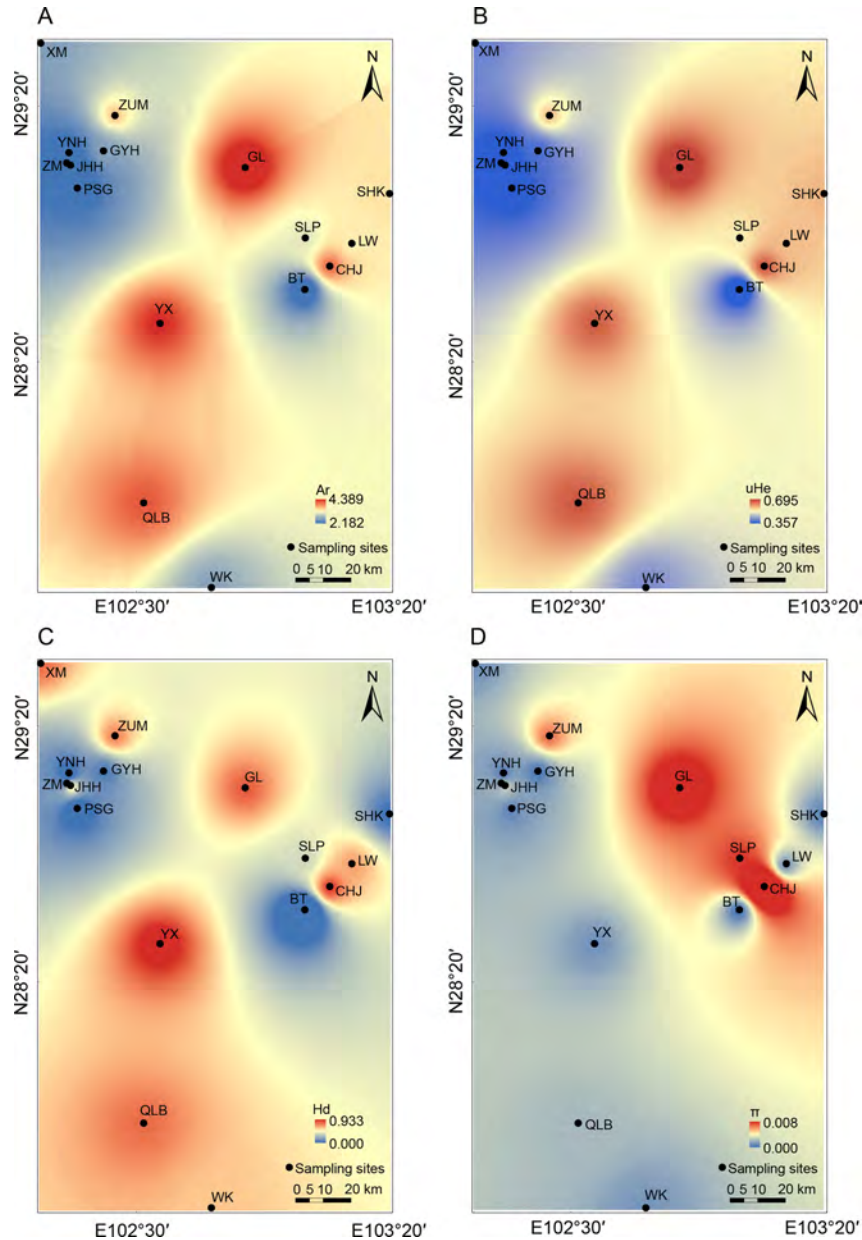 A
XM
N
ZUM
YNH
GYH
ZM
JHH
PSG
GL
SHK
SLP
LW
CHJ
BT
YX
QLB
WK
Ar
4.389
2.182
Sampling sites
0 5 10 20 km
N29°20′
N28°20′
E102°30′
E103°20′
B
XM
N
ZUM
YNH
GYH
ZM
JHH
PSG
GL
SHK
SLP
LW
CHJ
BT
YX
QLB
WK
uHe
0.695
0.357
Sampling sites
0 5 10 20 km
N29°20′
N28°20′
E102°30′
E103°20′
C
XM
N
ZUM
YNH
GYH
ZM
JHH
PSG
GL
SHK
SLP
LW
CHJ
BT
YX
QLB
WK
Hd
0.933
0.000
Sampling sites
0 5 10 20 km
N29°20′
N28°20′
E102°30′
E103°20′
D
XM
N
ZUM
YNH
GYH
ZM
JHH
PSG
GL
SHK
SLP
LW
CHJ
BT
YX
QLB
WK
π
0.008
0.000
Sampling sites
0 5 10 20 km
N29°20′
N28°20′
E102°30′
E103°20′